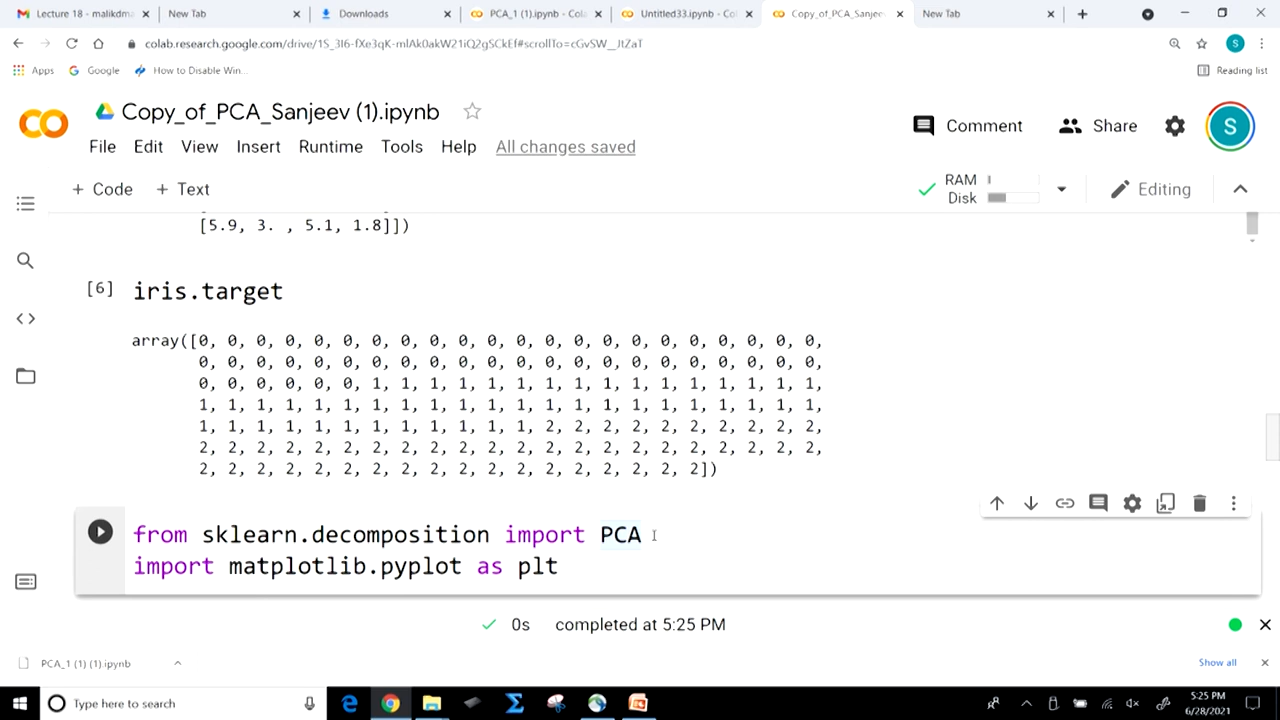 Lecture 18 - malikdma
New Tab
Downloads
PCA_1 (1).ipynb - Cola
Untitled33.ipynb - Cola
Copy_of_PCA_Sanjeev
New Tab
colab.research.google.com/drive/1S_3I6-fXe3qK-mlAk0akW21iQ2gSCkEf#scrollTo=cGvSW__JtZaT
S
Apps
Google
How to Disable Win...
Reading list
CO
Copy_of_PCA_Sanjeev (1).ipynb
Comment
Share
S
File Edit View Insert Runtime Tools Help All changes saved
+ Code + Text
RAM
Disk
Editing
[5.9, 3. , 5.1, 1.8]])
[6] iris.target
array([0, 0, 0, 0, 0, 0, 0, 0, 0, 0, 0, 0, 0, 0, 0, 0, 0, 0, 0, 0, 0, 0,
0, 0, 0, 0, 0, 0, 0, 0, 0, 0, 0, 0, 0, 0, 0, 0, 0, 0, 0, 0, 0, 0,
0, 0, 0, 0, 0, 0, 1, 1, 1, 1, 1, 1, 1, 1, 1, 1, 1, 1, 1, 1, 1, 1,
1, 1, 1, 1, 1, 1, 1, 1, 1, 1, 1, 1, 1, 1, 1, 1, 1, 1, 1, 1, 1, 1,
1, 1, 1, 1, 1, 1, 1, 1, 1, 1, 1, 1, 2, 2, 2, 2, 2, 2, 2, 2, 2, 2,
2, 2, 2, 2, 2, 2, 2, 2, 2, 2, 2, 2, 2, 2, 2, 2, 2, 2, 2, 2, 2, 2,
2, 2, 2, 2, 2, 2, 2, 2, 2, 2, 2, 2, 2, 2, 2, 2, 2, 2])
from sklearn.decomposition import PCA
import matplotlib.pyplot as plt
0s completed at 5:25 PM
PCA_1 (1) (1).ipynb
Show all
Type here to search
5:25 PM
6/28/2021